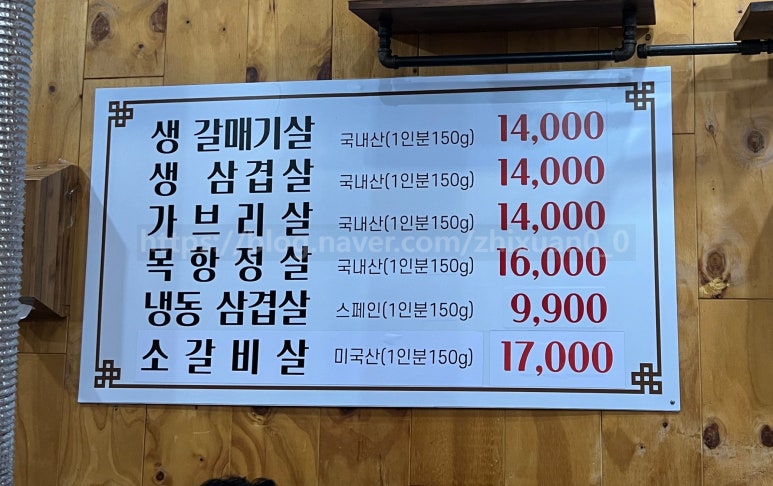 생 갈매기살 국내산(1인분150g) 14,000
생 삼겹살 국내산(1인분150g) 14,000
가브리살 국내산(1인분150g) 14,000
https://blog.naver.com/zhixuan0_0
목항정살 국내산(1인분150g) 16,000
냉동 삼겹살 스페인(1인분150g) 9,900
소갈비살 미국산(1인분150g) 17,000